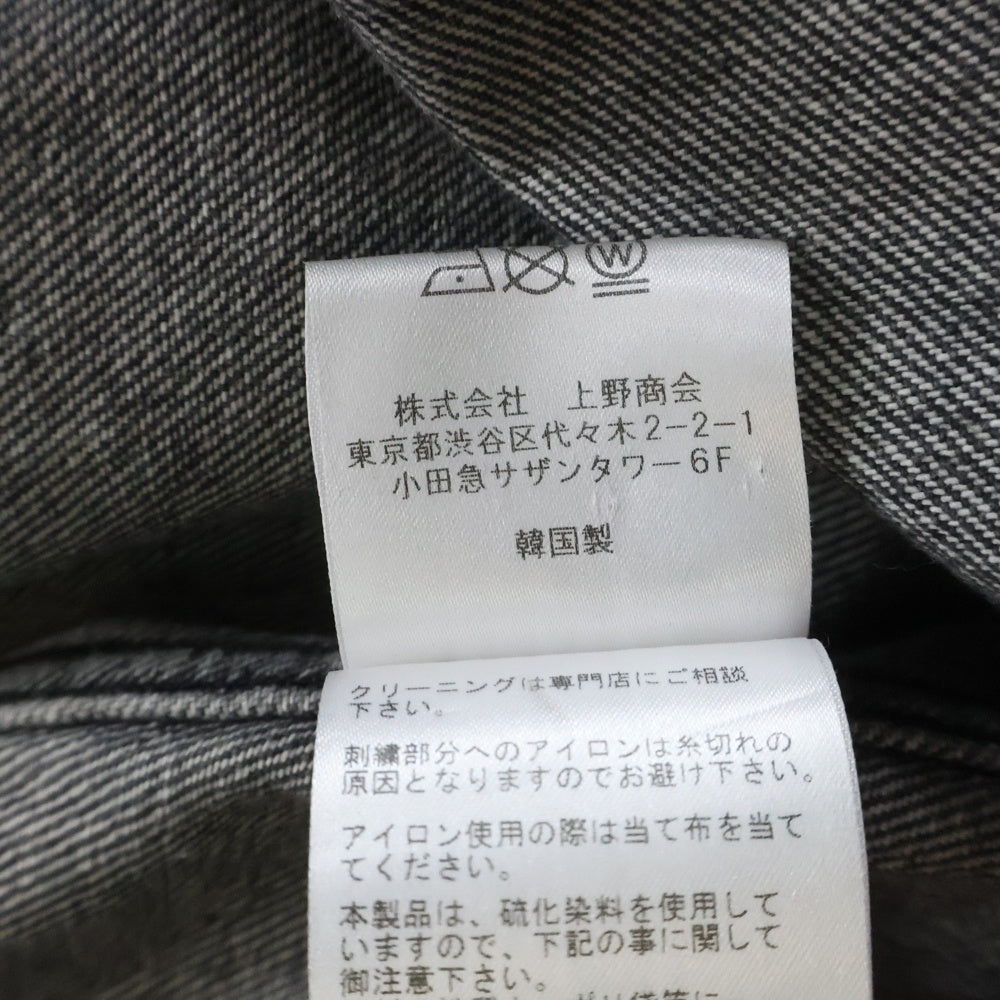 W
株式会社　上野商会
東京都渋谷区代々木2-2-1
小田急サザンタワー6F
韓国製
クリーニングは専門店にご相談
下さい。
刺繍部分へのアイロンは糸切れの
原因となりますのでお避け下さい。
アイロン使用の際は当て布を当て
てください。
本製品は、硫化染料を使用して
いますので、下記の事に関して
御注意下さい。